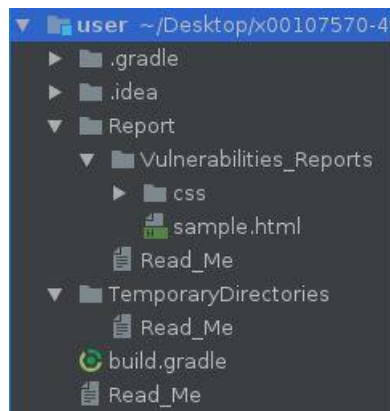 user ~/Desktop/x00107570-4
.gradle
.idea
Report
Vulnerabilities_Reports
css
sample.html
Read_Me
TemporaryDirectories
Read_Me
build.gradle
Read_Me